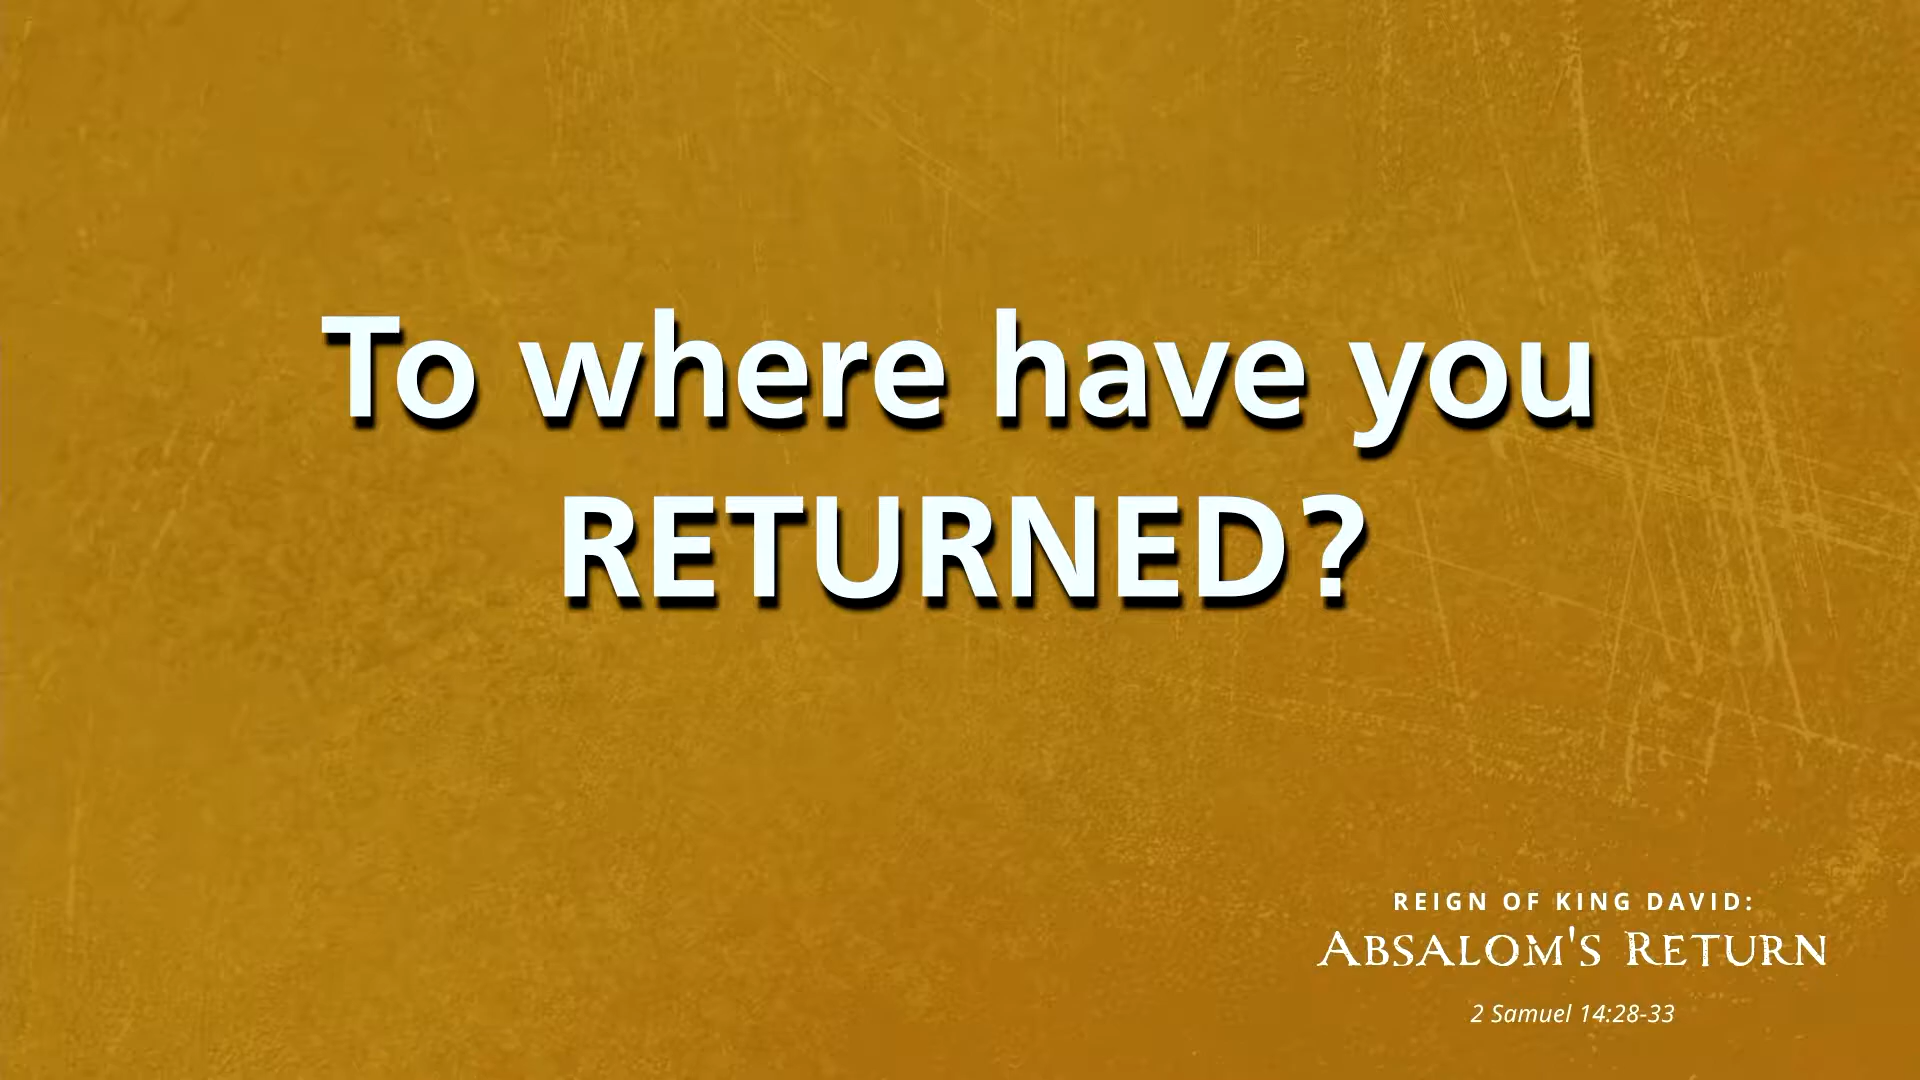 To where have you
RETURNED?
REIGN OF KING DAVID:
ABSALOM'S RETURN
2 Samuel 14:28-33